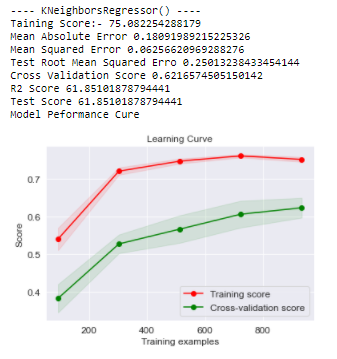 ---- KNeighborsRegressor() ----
Taining Score:- 75.082254288179
Mean Absolute Error 0.18091989215225326
Mean Squared Error 0.06256620969288276
Test Root Mean Squared Erro 0.25013238433454144
Cross Validation Score 0.6216574505150142
R2 Score 61.85101878794441
Test Score 61.85101878794441
Model Peformance Cure
Learning Curve
0.7
0.6
0.5
0.4
Score
Training score
Cross-validation score
200 400 600 800
Training examples